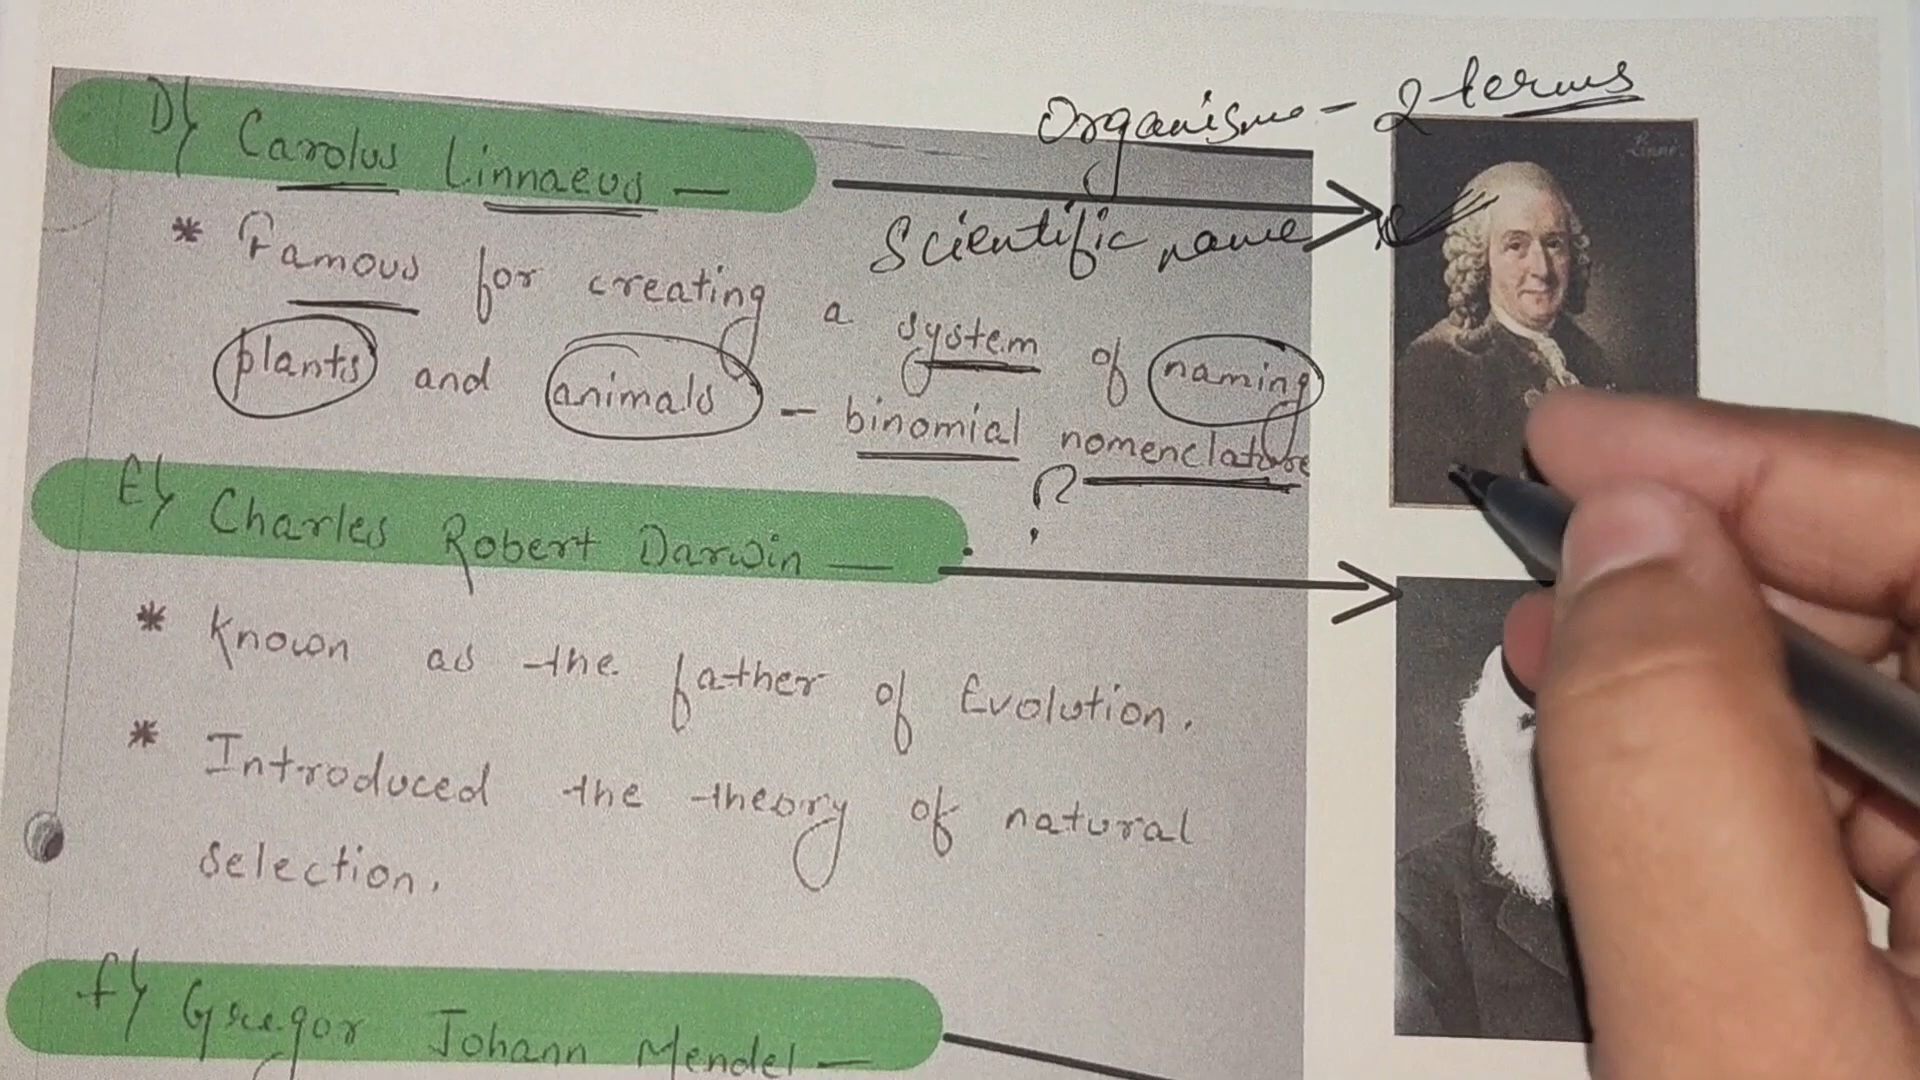 Organism - 2 terms
Scientific name
D) Carolus Linnaeus —
* Famous for creating a system of naming
plants and animals - binomial nomenclature
?
E) Charles Robert Darwin —
* Known as the father of Evolution.
* Introduced the theory of natural
selection.
f) Gregor Johann Mendel —